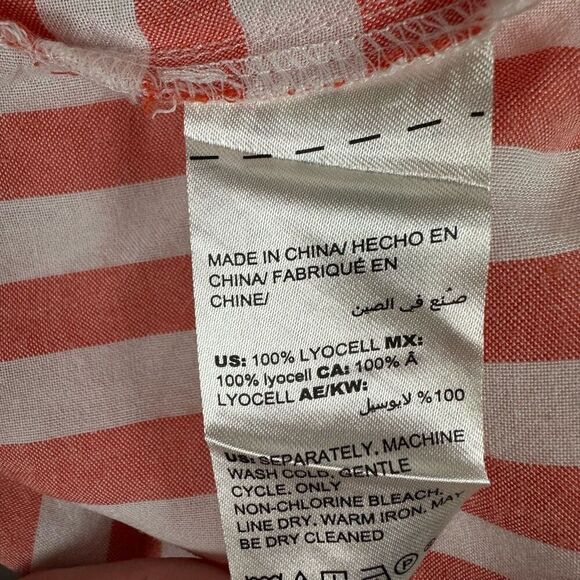 MADE IN CHINA/ HECHO EN
CHINA/ FABRIQUÉ EN
CHINE/
صنع في الصين
US: 100% LYOCELL MX:
100% lyocell CA: 100% Â
LYOCELL AE/KW:
100% لايوسيل
US: SEPARATELY, MACHINE
WASH COLD, GENTLE
CYCLE. ONLY
NON-CHLORINE BLEACH,
LINE DRY. WARM IRON. MAY
BE DRY CLEANED
P